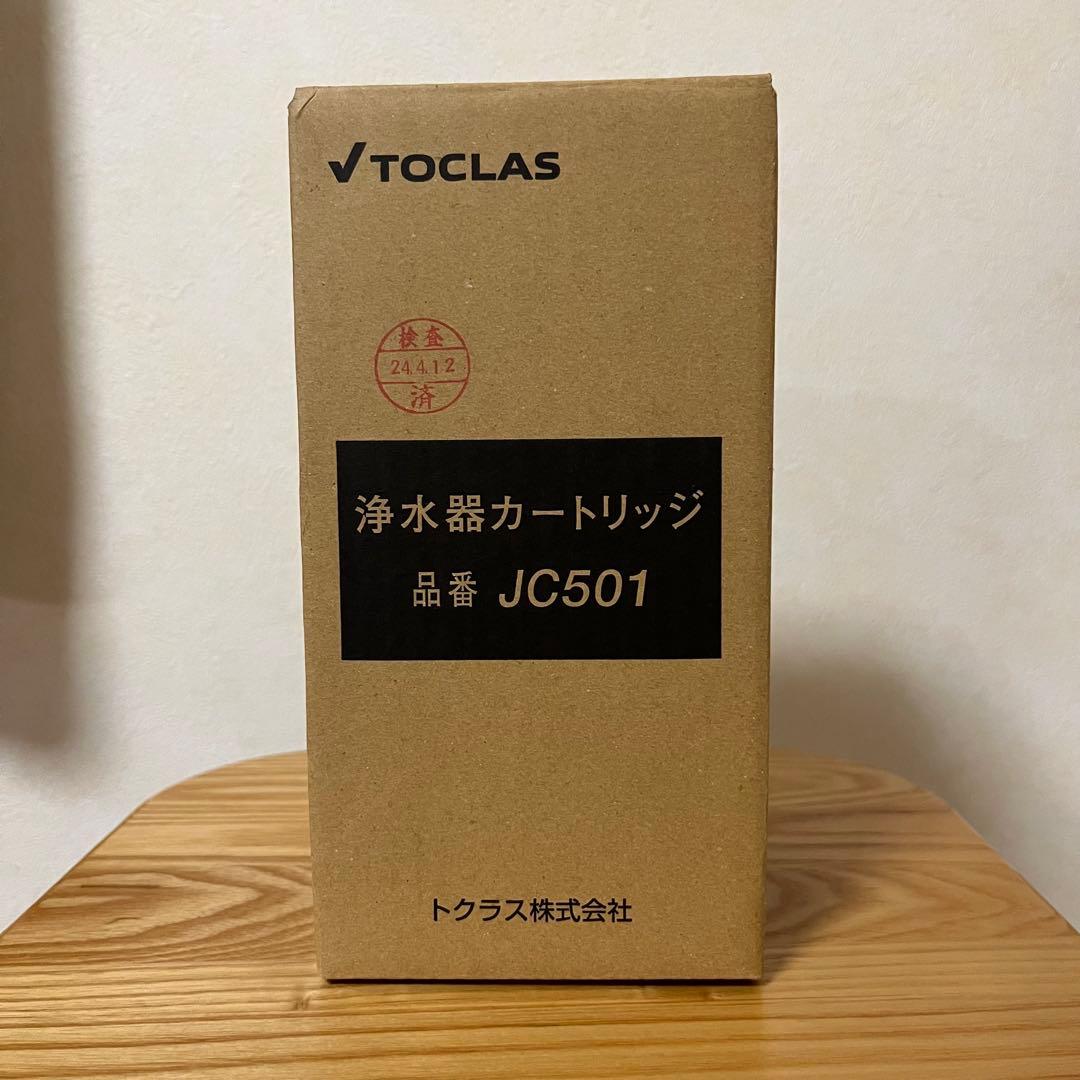 TOCLAS
検査
24.4.12
済
浄水器カートリッジ
品番 JC501
トクラス株式会社